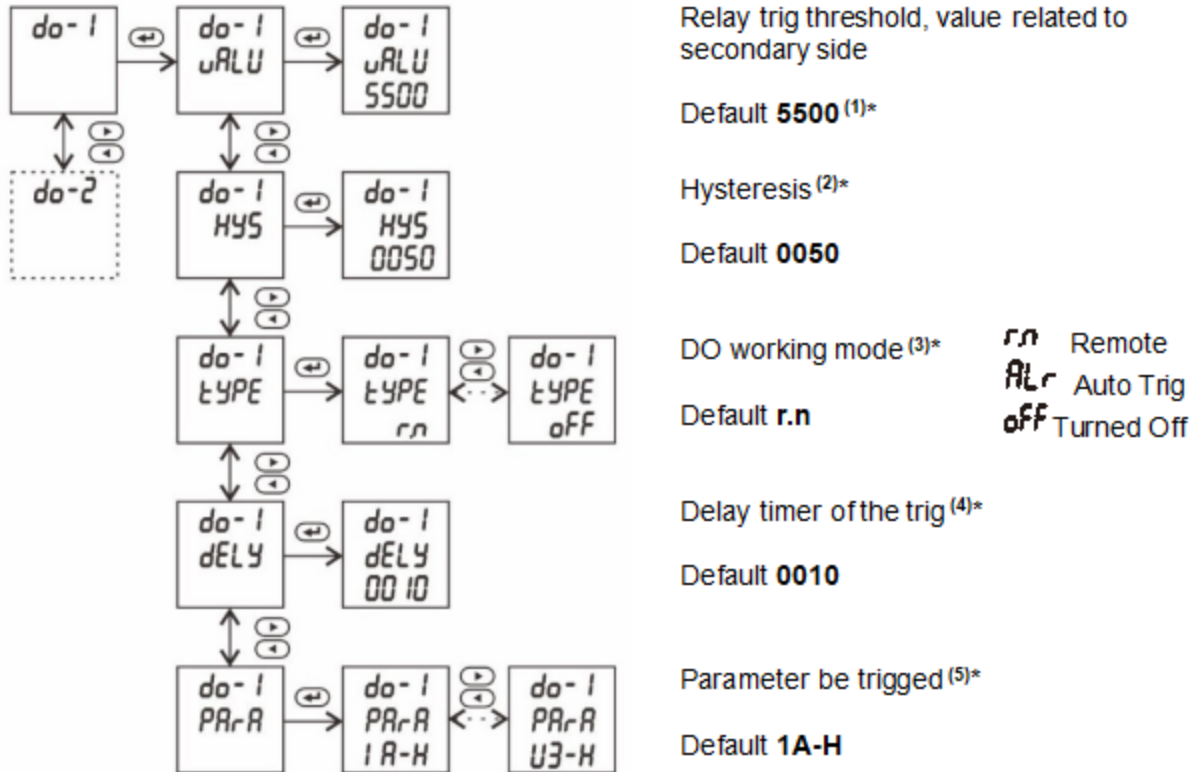 do-1
do-1
vALU
do-1
vALU
5500
Relay trig threshold, value related to
secondary side
Default 5500 (1)*
do-2
do-1
HYS
do-1
HYS
0050
Hysteresis (2)*
Default 0050
do-1
tYPE
do-1
tYPE
r.n
do-1
tYPE
oFF
DO working mode (3)*
Default r.n
r.n Remote
ALr Auto Trig
oFF Turned Off
do-1
dELY
do-1
dELY
0010
Delay timer of the trig (4)*
Default 0010
do-1
PArA
do-1
PArA
1A-H
do-1
PArA
U3-H
Parameter be trigged (5)*
Default 1A-H